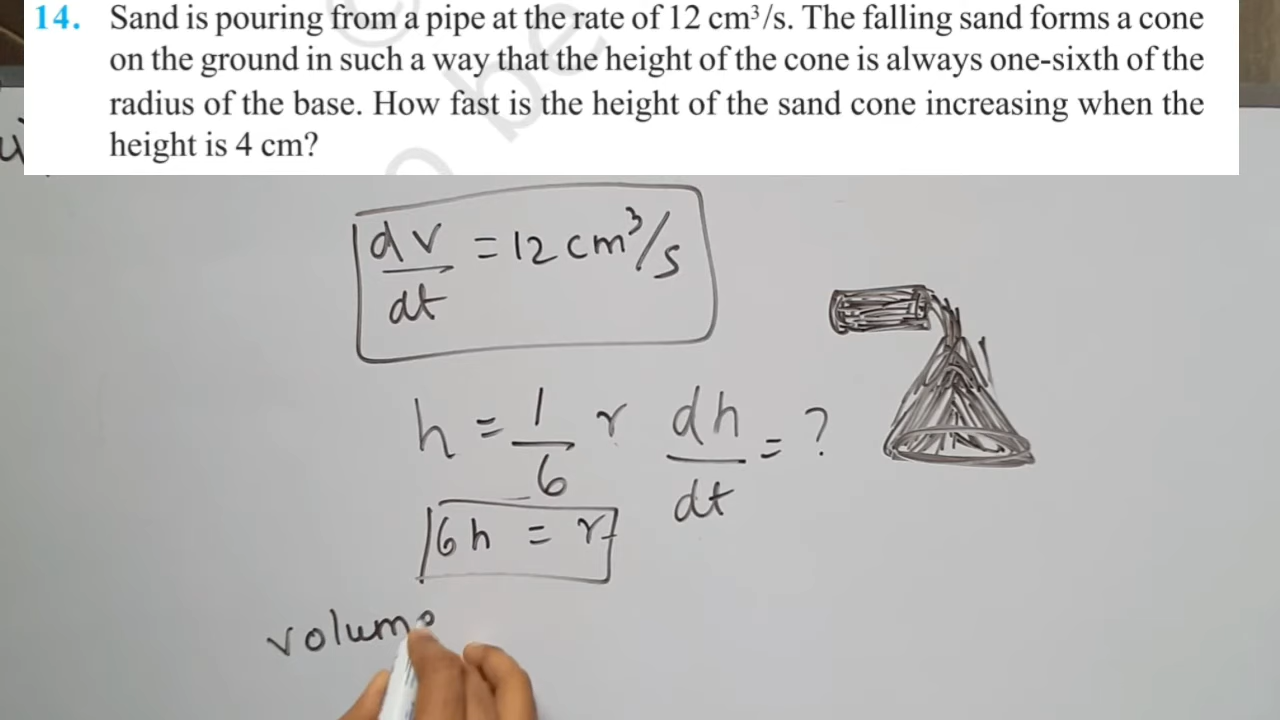 14. Sand is pouring from a pipe at the rate of 12 cm³/s. The falling sand forms a cone
on the ground in such a way that the height of the cone is always one-sixth of the
radius of the base. How fast is the height of the sand cone increasing when the
height is 4 cm?
dv/dt = 12 cm³/s
h = 1/6 r dh/dt = ?
6h = r
volume